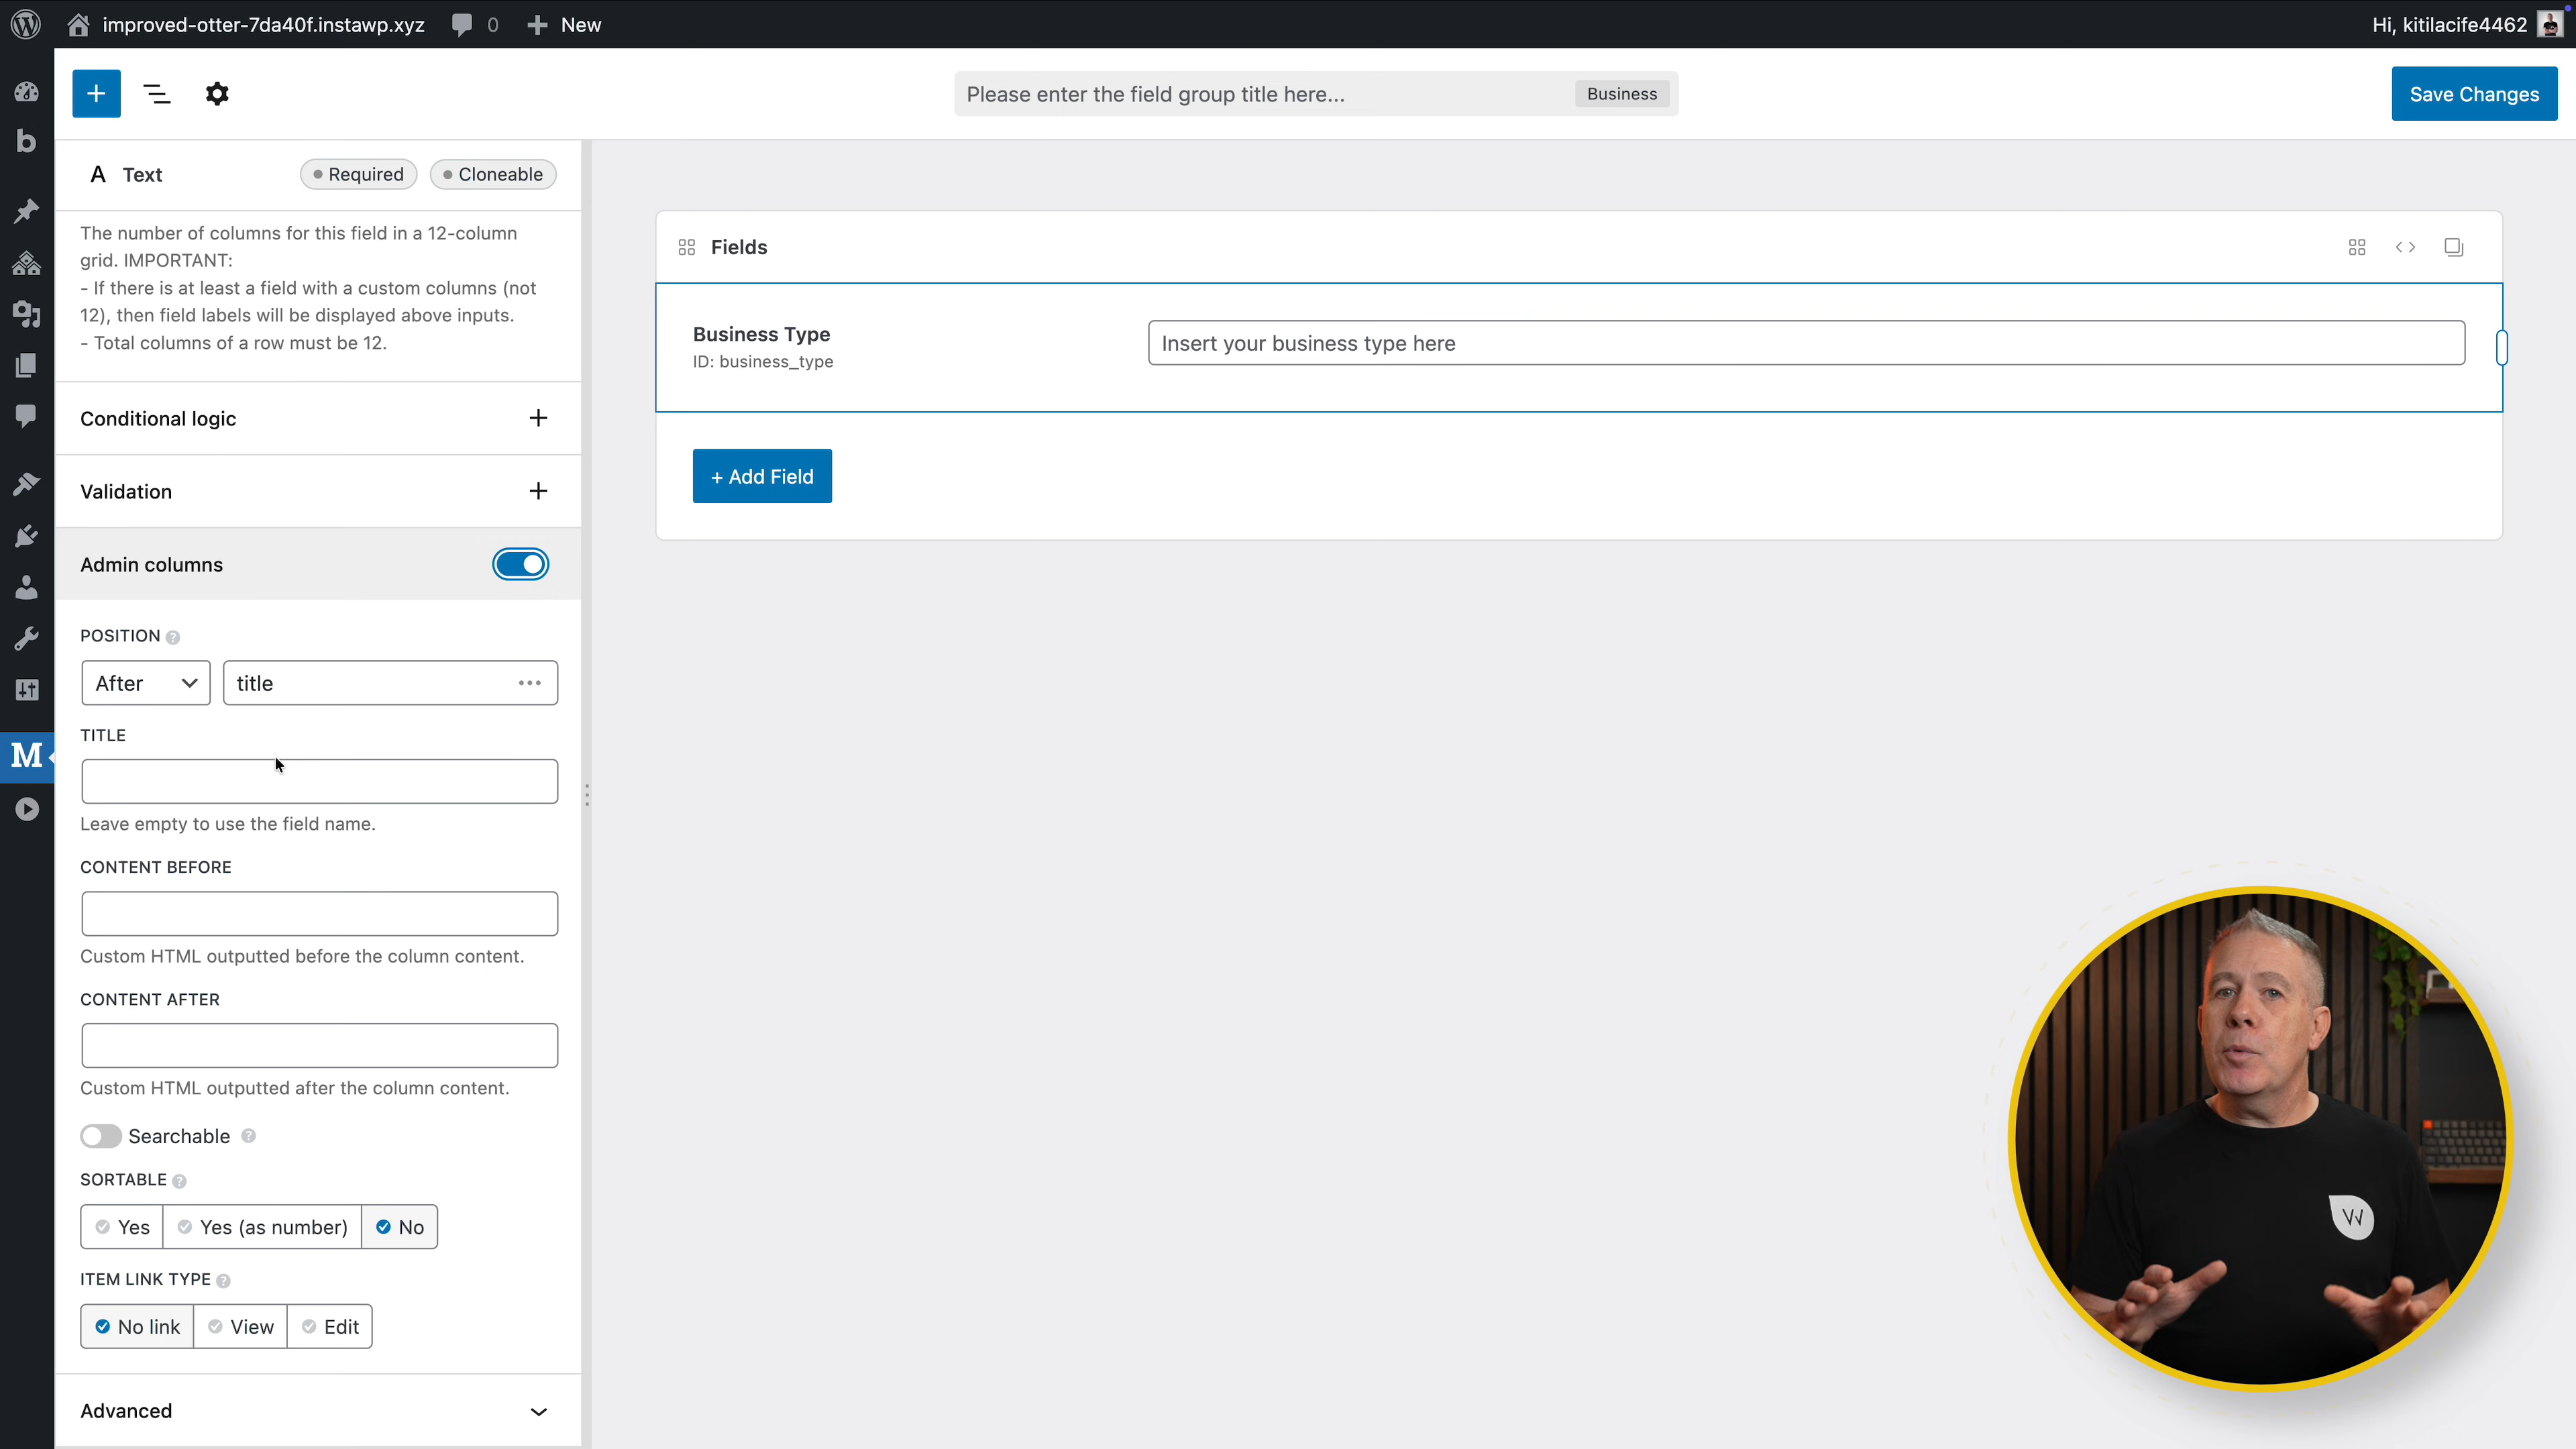 improved-otter-7da40f.instawp.xyz
0
New
Hi, kitilacife4462
Please enter the field group title here...
Business
Save Changes
Text
Required
Cloneable
The number of columns for this field in a 12-column
grid. IMPORTANT:
- If there is at least a field with a custom columns (not
12), then field labels will be displayed above inputs.
- Total columns of a row must be 12.
Conditional logic
Validation
Admin columns
POSITION
After
title
TITLE
Leave empty to use the field name.
CONTENT BEFORE
Custom HTML outputted before the column content.
CONTENT AFTER
Custom HTML outputted after the column content.
Searchable
SORTABLE
Yes
Yes (as number)
No
ITEM LINK TYPE
No link
View
Edit
Advanced
Fields
Business Type
ID: business_type
Insert your business type here
+ Add Field
W